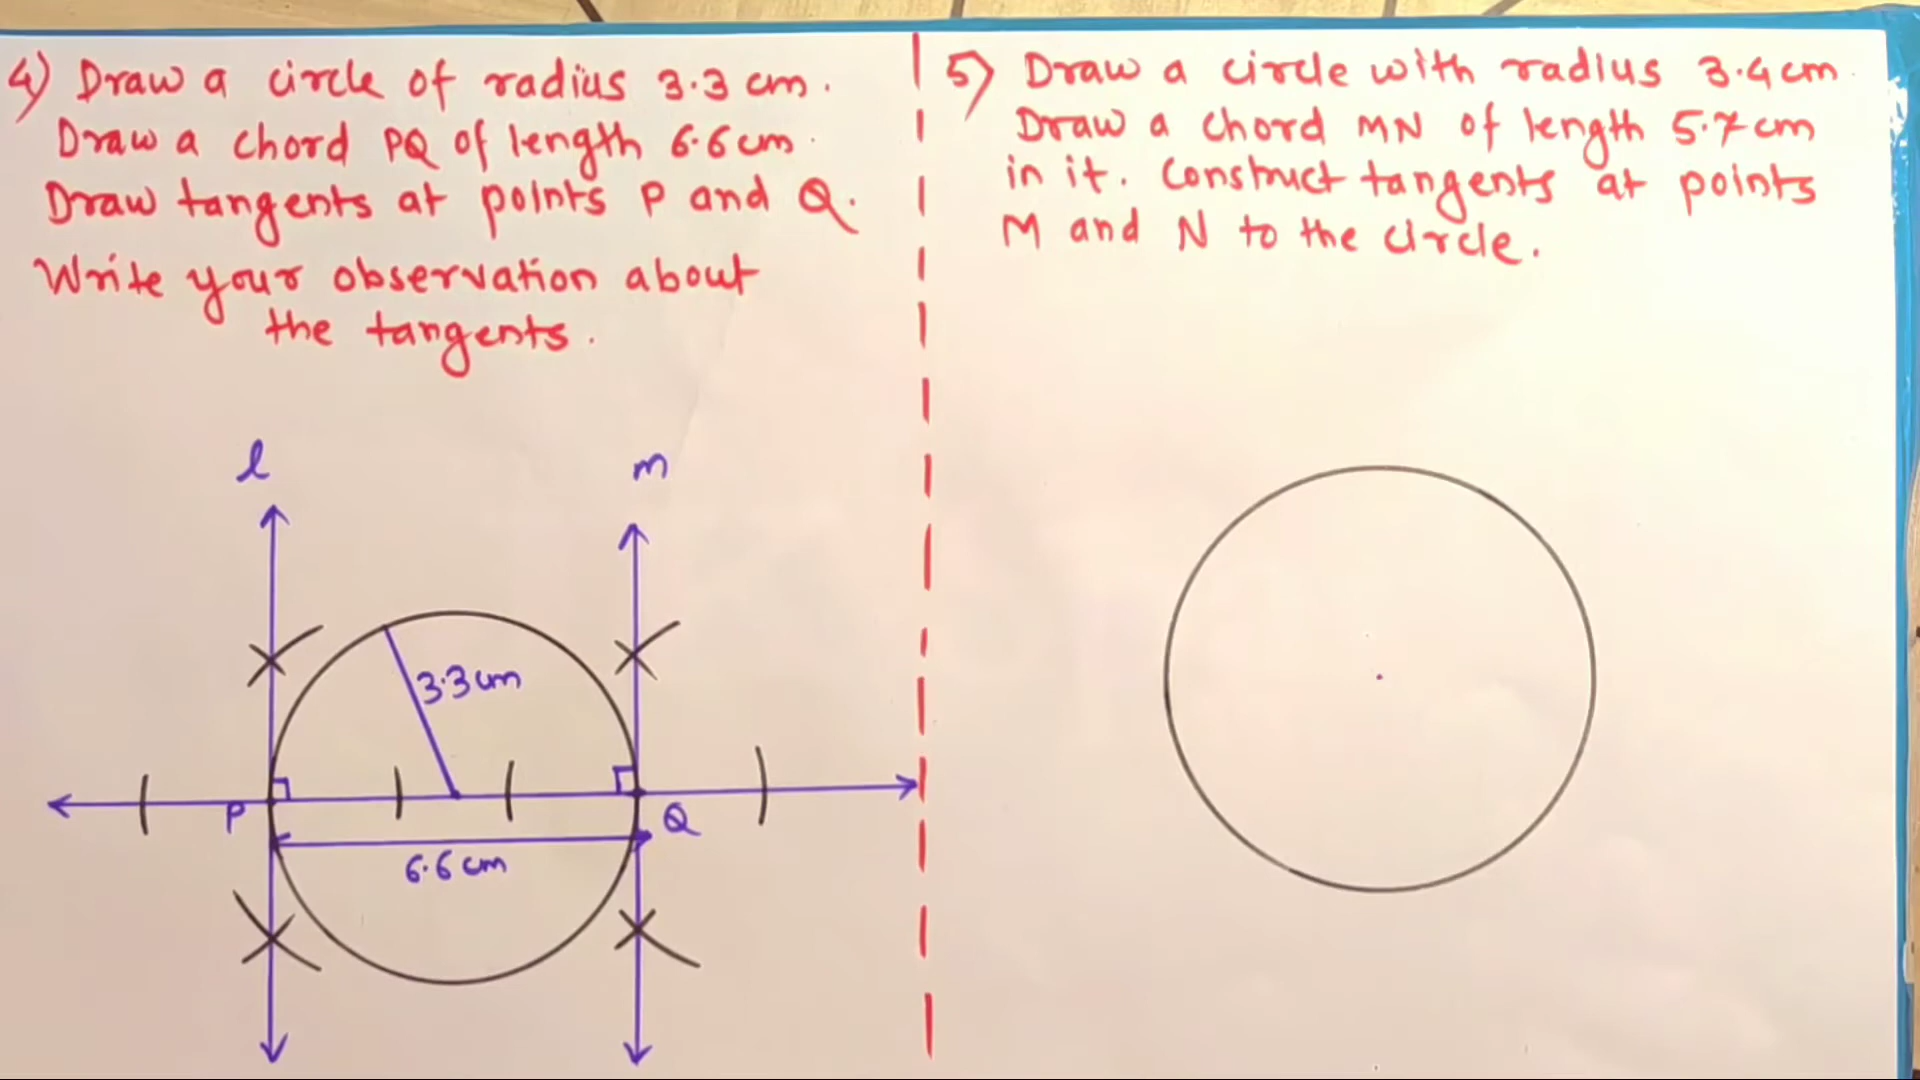 4) Draw a circle of radius 3.3 cm.
Draw a chord PQ of length 6.6 cm.
Draw tangents at points P and Q.
Write your observation about
the tangents.
l
m
3.3 cm
P
Q
6.6 cm
5) Draw a circle with radius 3.4 cm.
Draw a chord MN of length 5.7 cm
in it. Construct tangents at points
M and N to the circle.